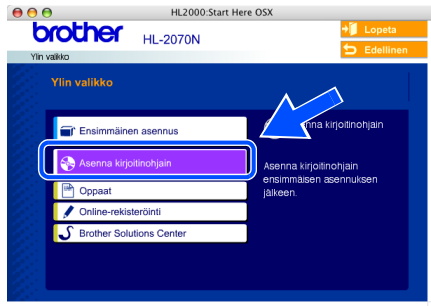 HL2000:Start Here OSX
brother
HL-2070N
Lopeta
Edellinen
Ylin valikko
Ylin valikko
Ensimmäinen asennus
Asenna kirjoitinohjain
Oppaat
Online-rekisteröinti
Brother Solutions Center
kirjoitinohjain
Asenna kirjoitinohjain
ensimmäisen asennuksen
jälkeen.